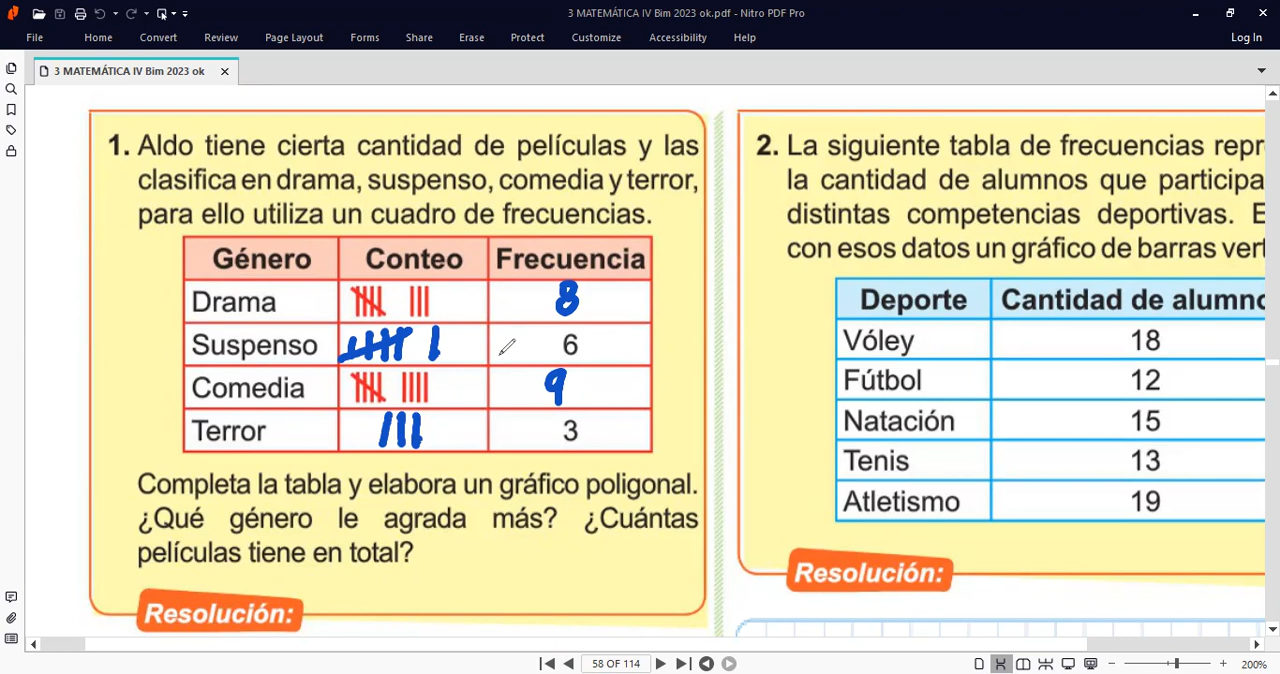 3 MATEMÁTICA IV Bim 2023 ok.pdf - Nitro PDF Pro
File Home Convert Review Page Layout Forms Share Erase Protect Customize Accessibility Help Log In
3 MATEMÁTICA IV Bim 2023 ok
1. Aldo tiene cierta cantidad de películas y las
clasifica en drama, suspenso, comedia y terror,
para ello utiliza un cuadro de frecuencias.
Género Conteo Frecuencia
Drama 8
Suspenso 6
Comedia 9
Terror 3
Completa la tabla y elabora un gráfico poligonal.
¿Qué género le agrada más? ¿Cuántas
películas tiene en total?
Resolución:
2. La siguiente tabla de frecuencias repr
la cantidad de alumnos que participa
distintas competencias deportivas. E
con esos datos un gráfico de barras vert
Deporte Cantidad de alumno
Vóley 18
Fútbol 12
Natación 15
Tenis 13
Atletismo 19
Resolución:
58 OF 114
200%